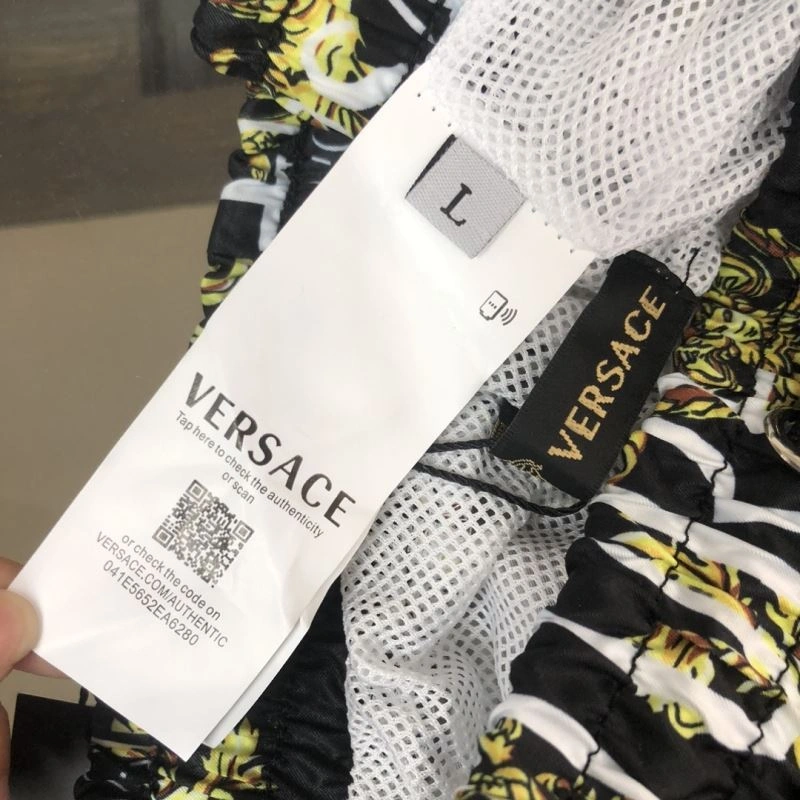 L
VERSACE
Tap here to check the authenticity
or scan
or check the code on
VERSACE.COM/AUTHENTIC
041E5652EA6280
VERSACE